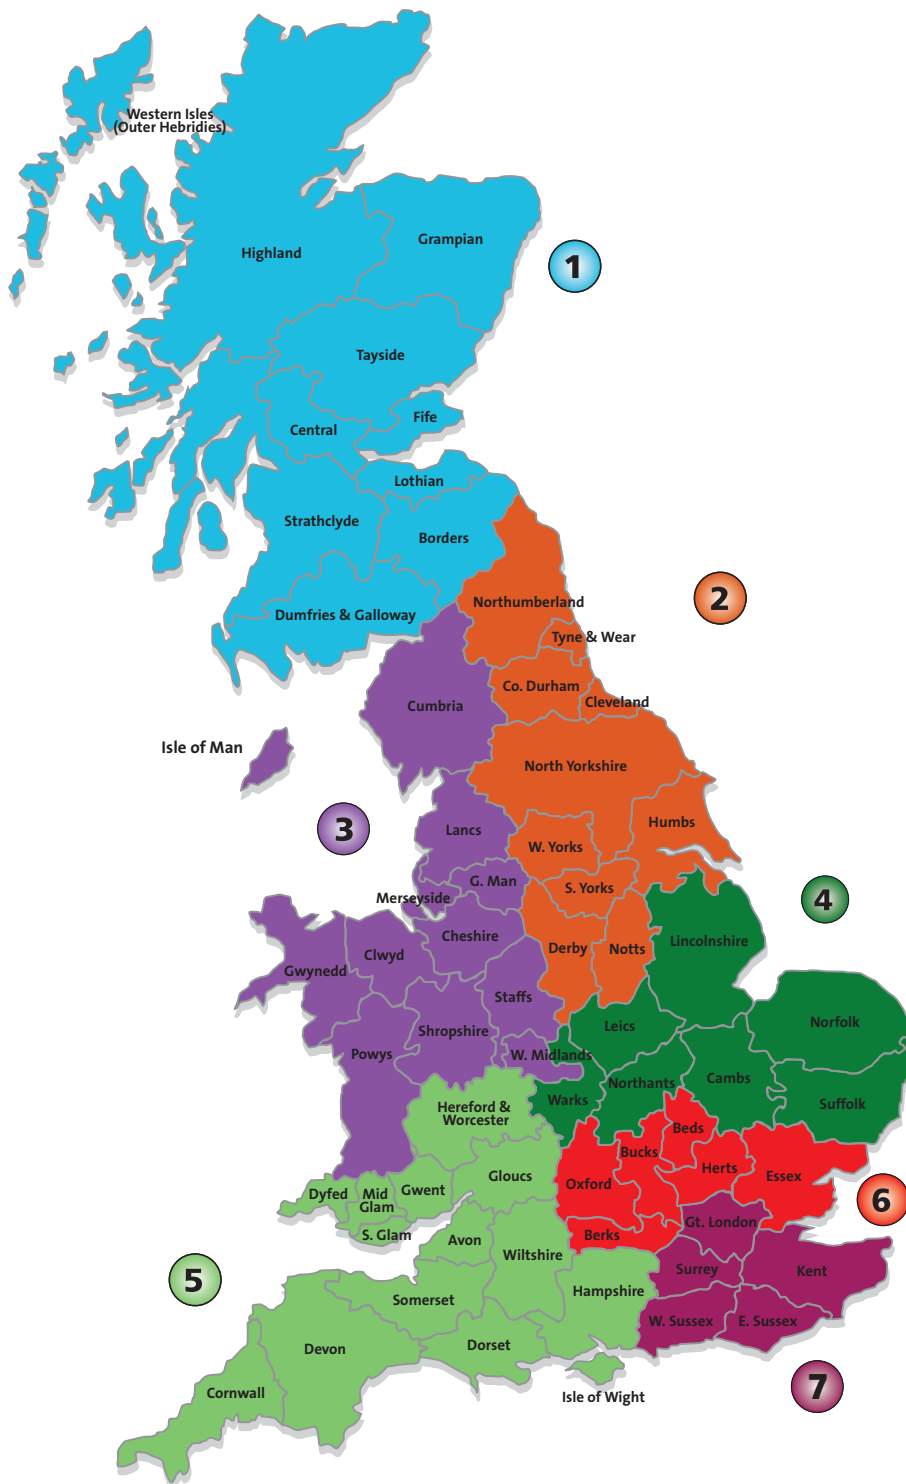 Western Isles
(Outer Hebridies)
Grampian
Highland
1
Tayside
Fife
Central
Lothian
Strathclyde
Borders
2
Northumberland
Dumfries & Galloway
Tyne & Wear
Co. Durham
Cleveland
Cumbria
Isle of Man
North Yorkshire
Humbs
3
Lancs
W. Yorks
G. Man
S. Yorks
Merseyside
4
Cheshire
Lincolnshire
Derby
Notts
Clwyd
Gwynedd
Staffs
Norfolk
Leics
Shropshire
Powys
W. Midlands
Cambs
Northants
Warks
Suffolk
Hereford &
Worcester
Beds
Bucks
Herts
Essex
Gloucs
Oxford
Gwent
Dyfed
Mid
Glam
6
Gt. London
S. Glam
Berks
Avon
Wiltshire
Surrey
Kent
5
Hampshire
Somerset
W. Sussex
E. Sussex
Dorset
Devon
7
Cornwall
Isle of Wight